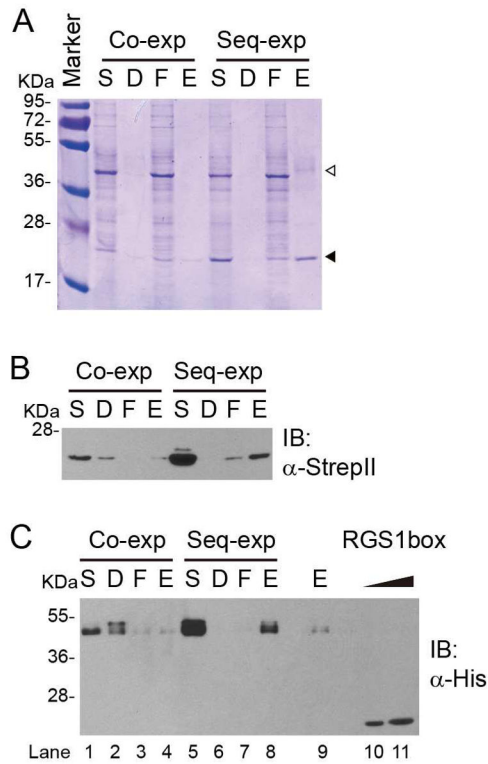 A
Marker
Co-exp Seq-exp
KDa S D F E S D F E
95-
72-
55-
36-
28-
17-
B
Co-exp Seq-exp
KDa S D F E S D F E
28-
IB:
α-StrepII
C
Co-exp Seq-exp RGS1box
KDa S D F E S D F E E
55-
36-
28-
IB:
α-His
Lane 1 2 3 4 5 6 7 8 9 10 11